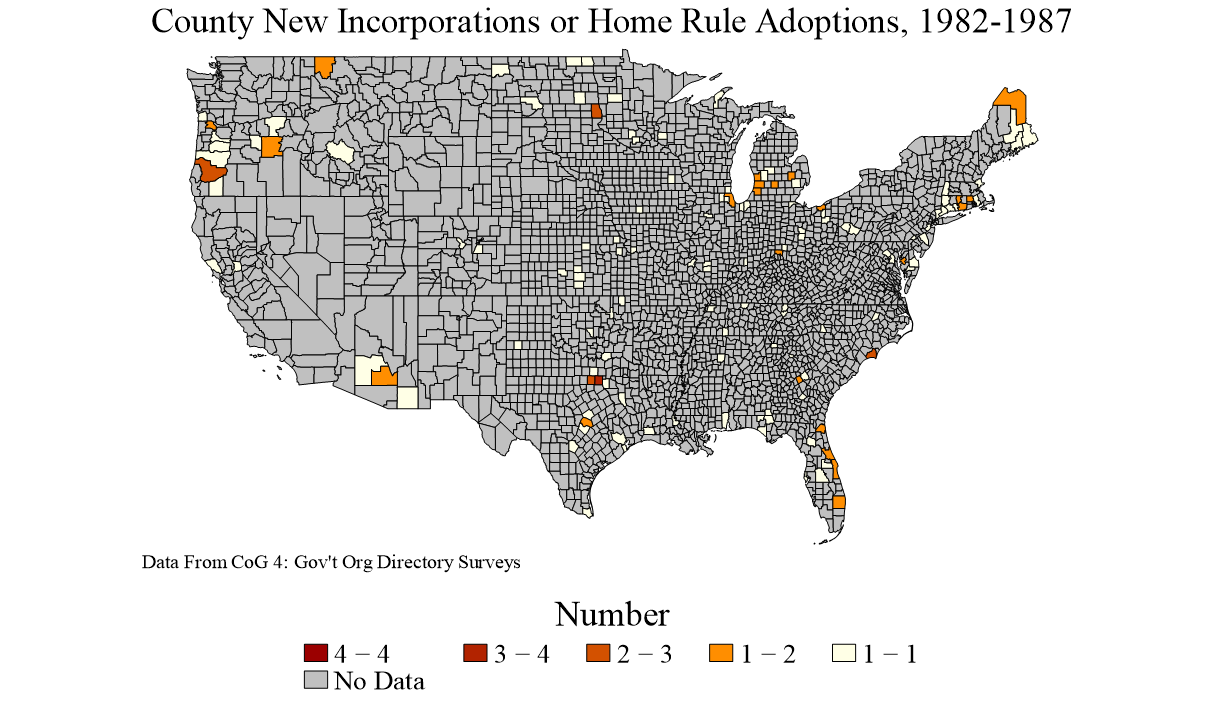 County New Incorporations or Home Rule Adoptions, 1982-1987
Data From CoG 4: Gov't Org Directory Surveys
Number
4 – 4 3 – 4 2 – 3 1 – 2 1 – 1
No Data